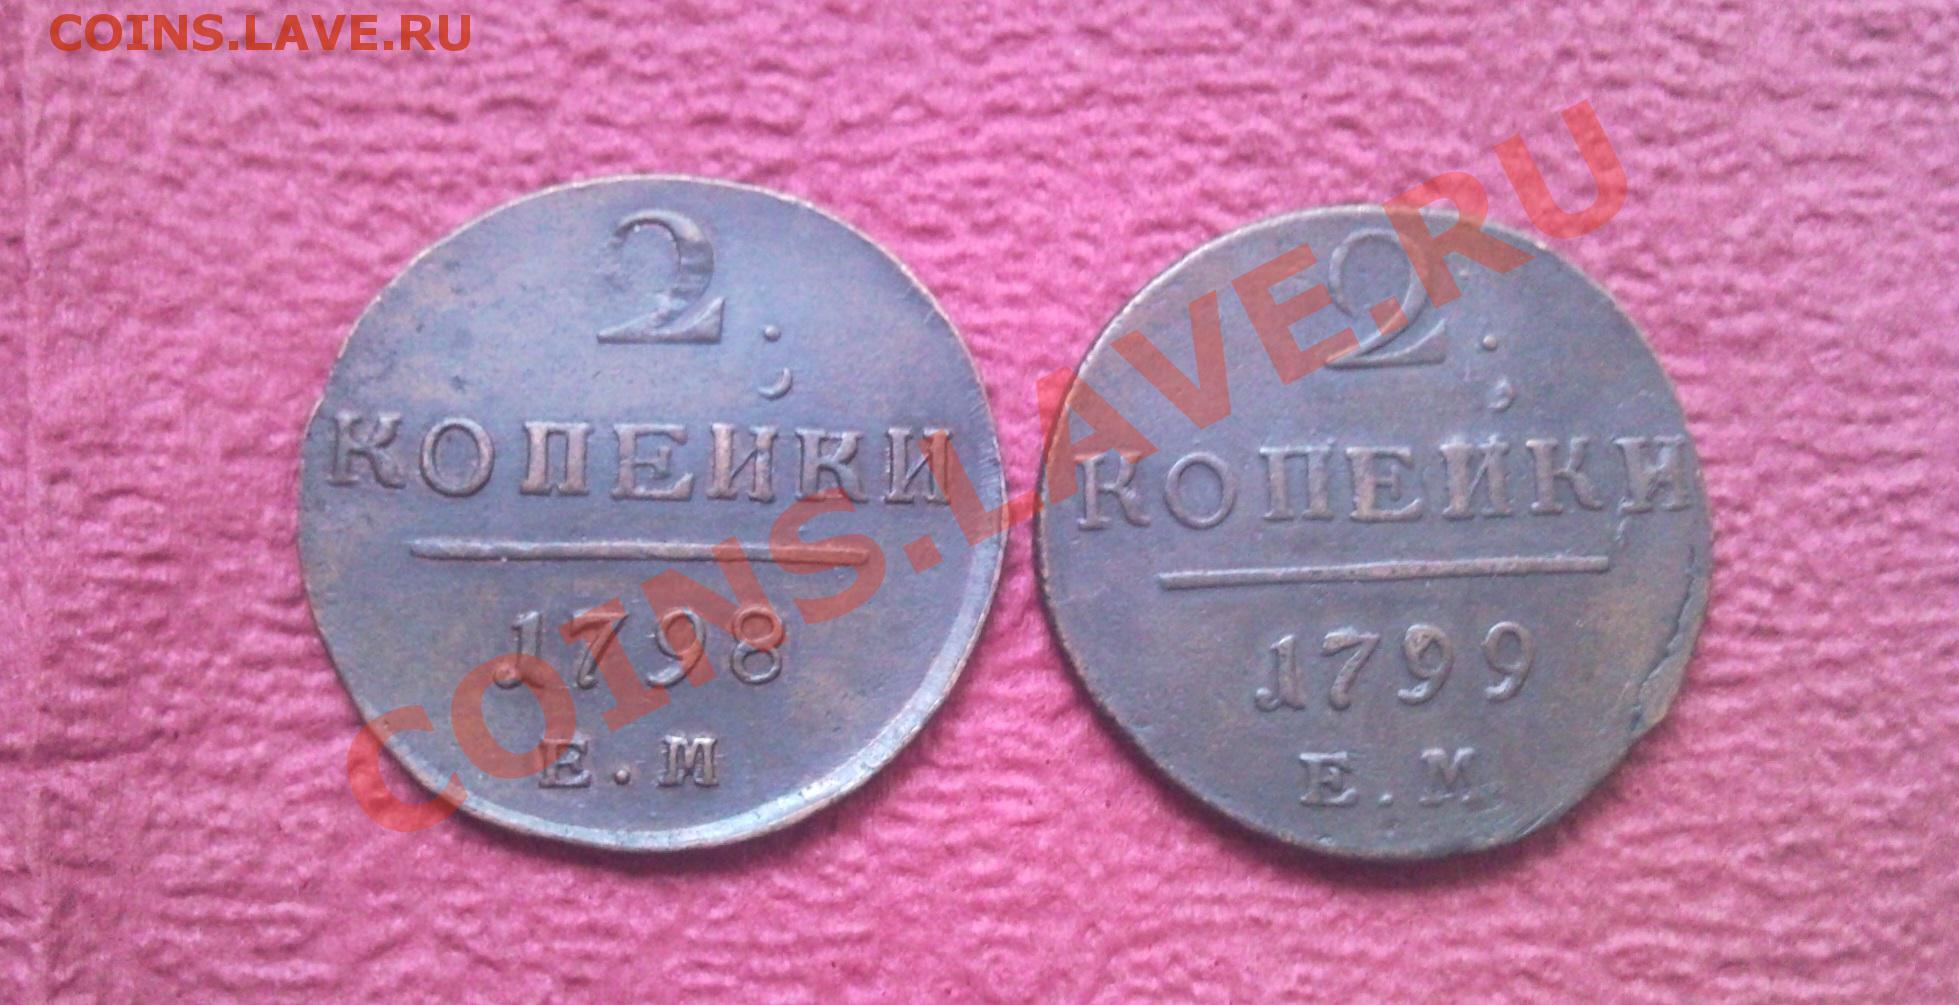 COINS.LAVE.RU
2
КОПЕЙКИ
1798
Е.М
2
КОПЕЙКИ
1799
Е.М
COINS.LAVE.RU